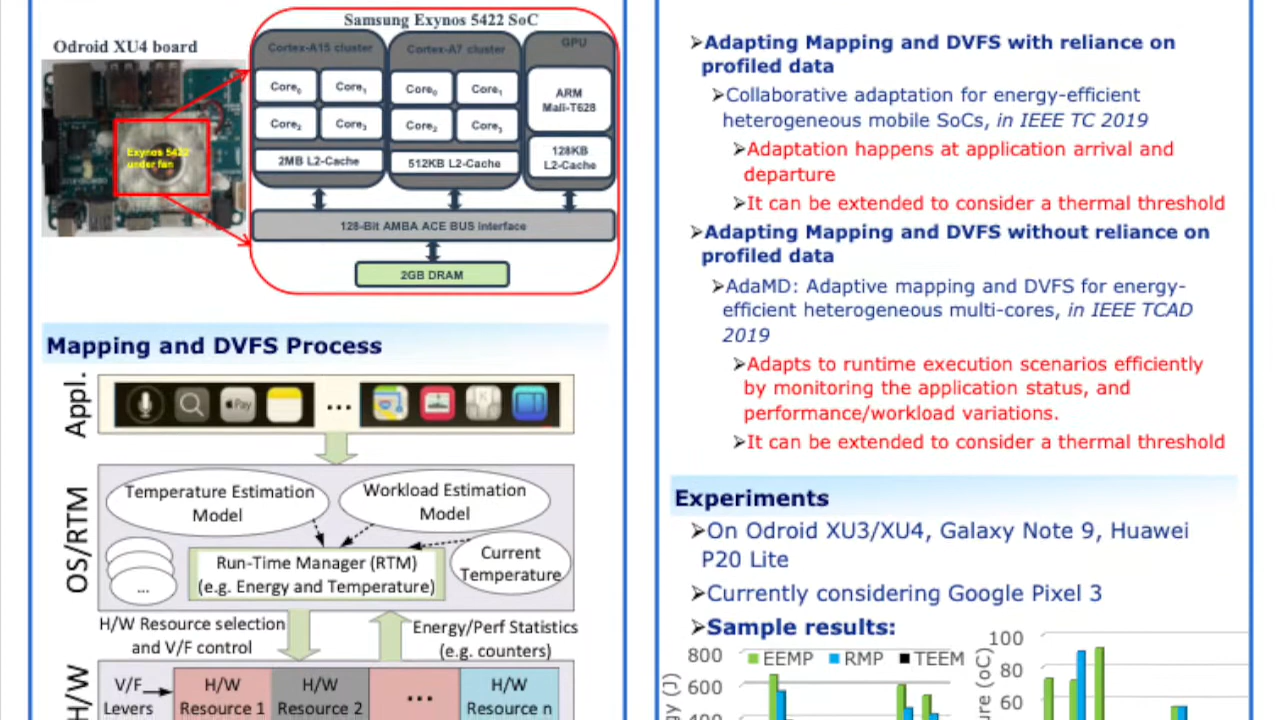 Samsung Exynos 5422 SoC
Odroid XU4 board
Cortex-A15 cluster
Cortex-A7 cluster
GPU
Core0
Core1
Core0
Core1
ARM
Mali-T628
Core2
Core3
Core2
Core3
Exynos 5422
under fan
2MB L2-Cache
512KB L2-Cache
128KB
L2-Cache
128-Bit AMBA ACE BUS interface
2GB DRAM
Mapping and DVFS Process
Appl.
Pay
...
OS/RTM
Temperature Estimation
Model
Workload Estimation
Model
Current
Temperature
...
Run-Time Manager (RTM)
(e.g. Energy and Temperature)
H/W Resource selection
and V/F control
Energy/Perf Statistics
(e.g. counters)
H/W
V/F
Levers
H/W
Resource 1
H/W
Resource 2
...
H/W
Resource n
➢Adapting Mapping and DVFS with reliance on
profiled data
➢Collaborative adaptation for energy-efficient
heterogeneous mobile SoCs, in IEEE TC 2019
➢Adaptation happens at application arrival and
departure
➢It can be extended to consider a thermal threshold
➢Adapting Mapping and DVFS without reliance on
profiled data
➢AdaMD: Adaptive mapping and DVFS for energy-
efficient heterogeneous multi-cores, in IEEE TCAD
2019
➢Adapts to runtime execution scenarios efficiently
by monitoring the application status, and
performance/workload variations.
➢It can be extended to consider a thermal threshold
Experiments
➢On Odroid XU3/XU4, Galaxy Note 9, Huawei
P20 Lite
➢Currently considering Google Pixel 3
➢Sample results:
800
EEMP RMP TEEM
600
400
(J)
100
80
60
(oC)